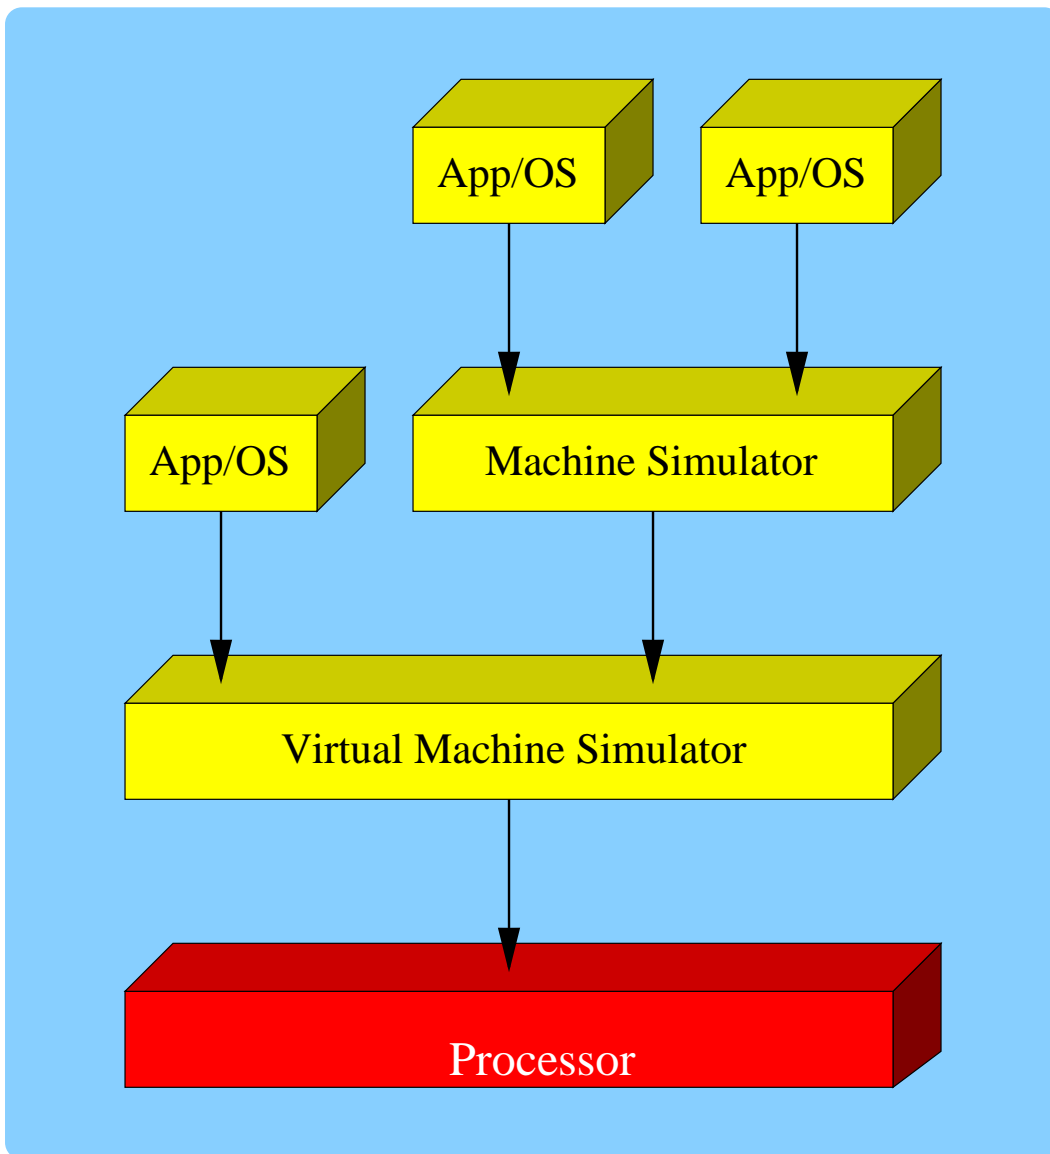 App/OS
App/OS
App/OS
Machine Simulator
Virtual Machine Simulator
Processor